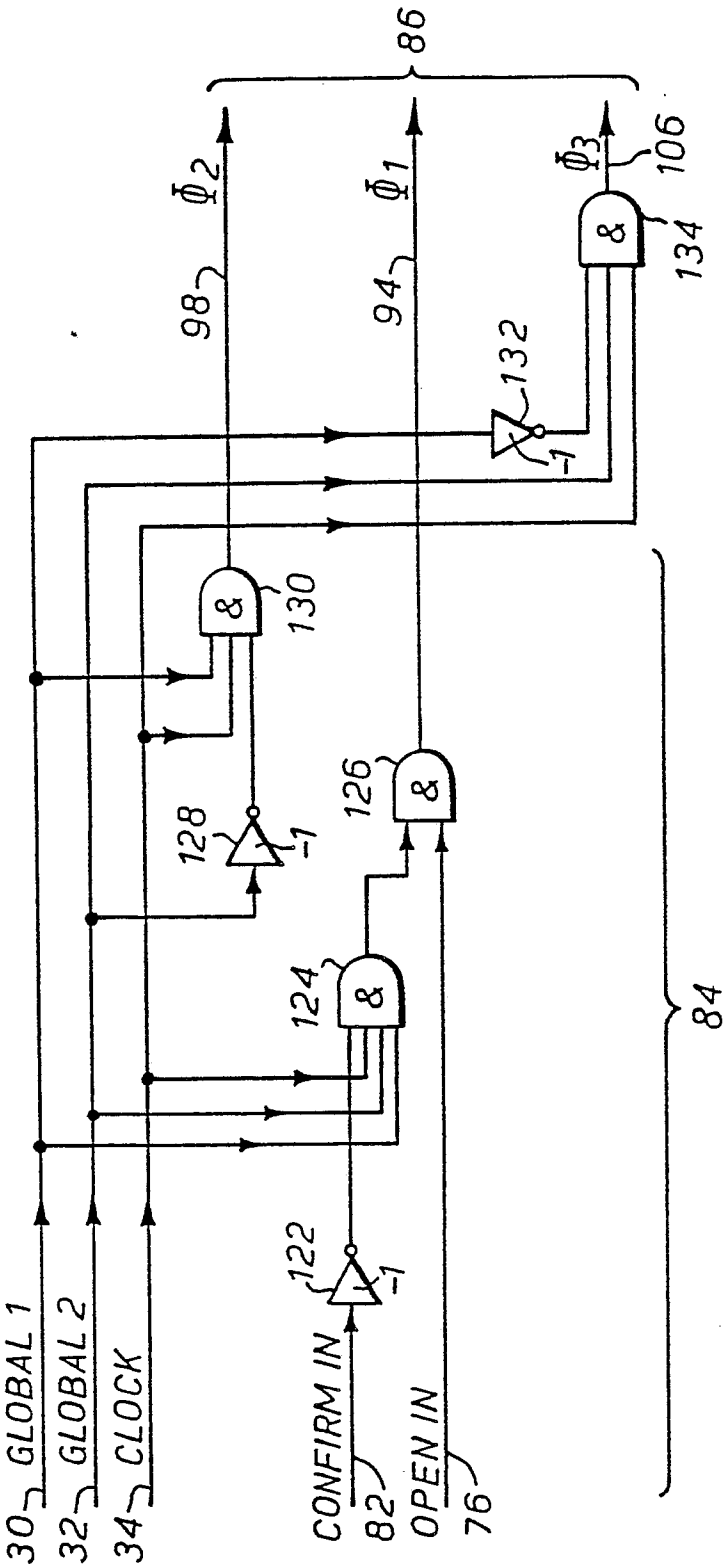 30 GLOBAL 1
32 GLOBAL 2
34 CLOCK
CONFIRM IN
82
OPEN IN
76
122
-1
124
&
126
&
128
-1
130
&
132
-1
134
&
98
Φ2
94
Φ1
Φ3
106
86
84